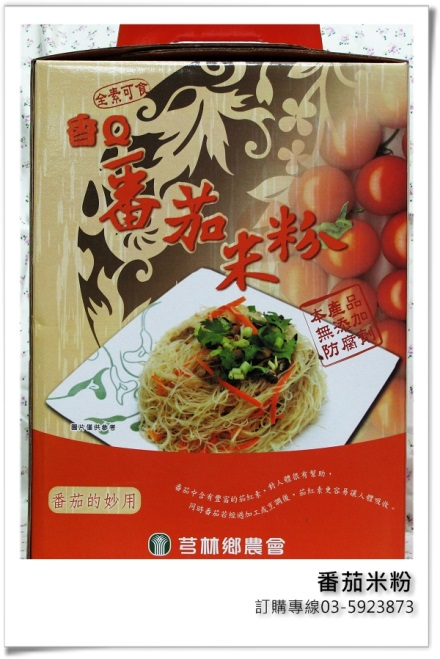 全素可食
香Q
番茄米粉
本產品
無添加
防腐劑
圖片僅供參考
番茄的妙用
番茄中含有豐富的茄紅素，對人體很有幫助。
同時番茄若經過加工或烹調後，茄紅素更容易讓人體吸收。
芎林鄉農會
番茄米粉
訂購專線03-5923873